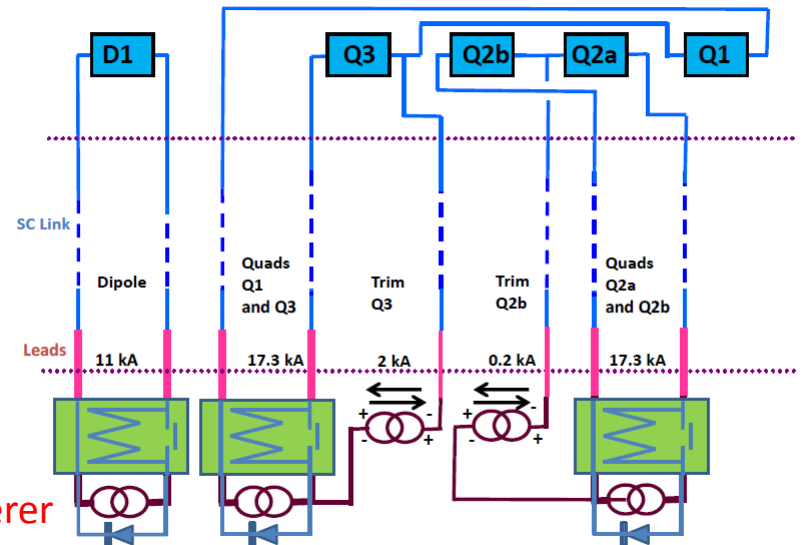 D1
Q3
Q2b
Q2a
Q1
SC Link
Dipole
Quads
Q1
and Q3
Trim
Q3
Trim
Q2b
Quads
Q2a
and Q2b
Leads
11 kA
17.3 kA
2 kA
0.2 kA
17.3 kA
+ -
- +
+ -
- +
erer